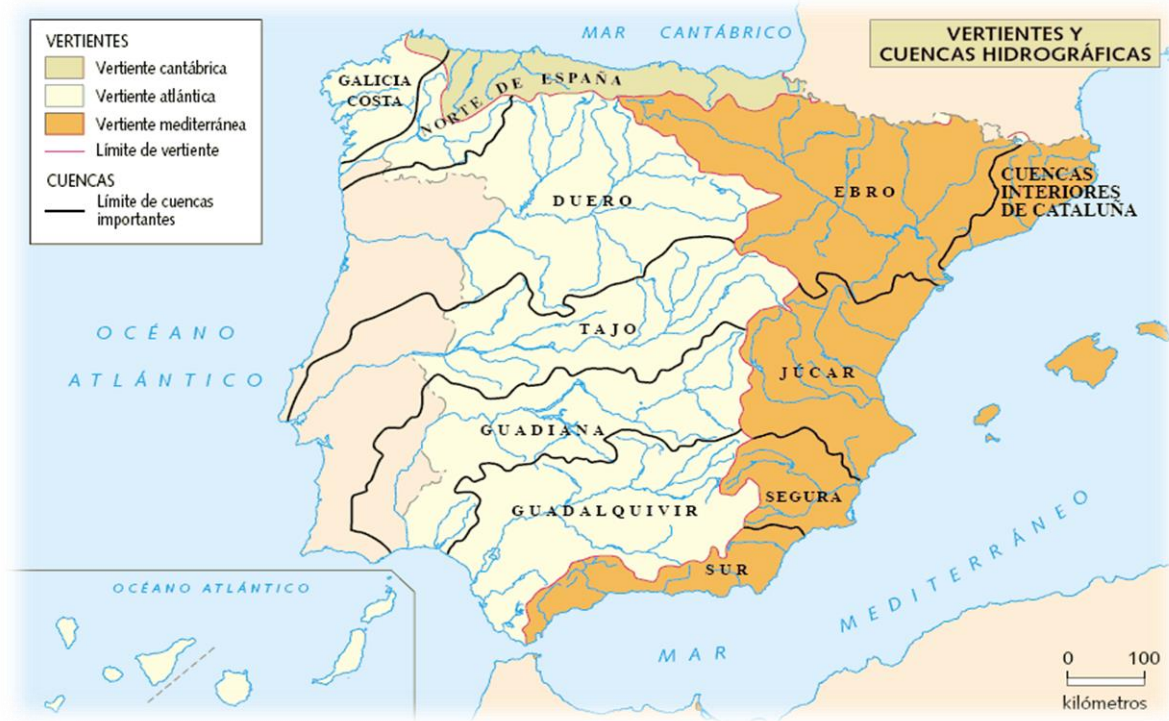 MAR CANTÁBRICO
VERTIENTES Y
CUENCAS HIDROGRÁFICAS
VERTIENTES
Vertiente cantábrica
Vertiente atlántica
Vertiente mediterránea
Límite de vertiente
CUENCAS
Límite de cuencas
importantes
GALICIA
COSTA
NORTE DE ESPAÑA
DUERO
EBRO
CUENCAS
INTERIORES
DE CATALUÑA
OCÉANO
ATLÁNTICO
TAJO
JÚCAR
GUADIANA
GUADALQUIVIR
SEGURA
SUR
MAR MEDITERRÁNEO
OCÉANO ATLÁNTICO
0 100
kilómetros